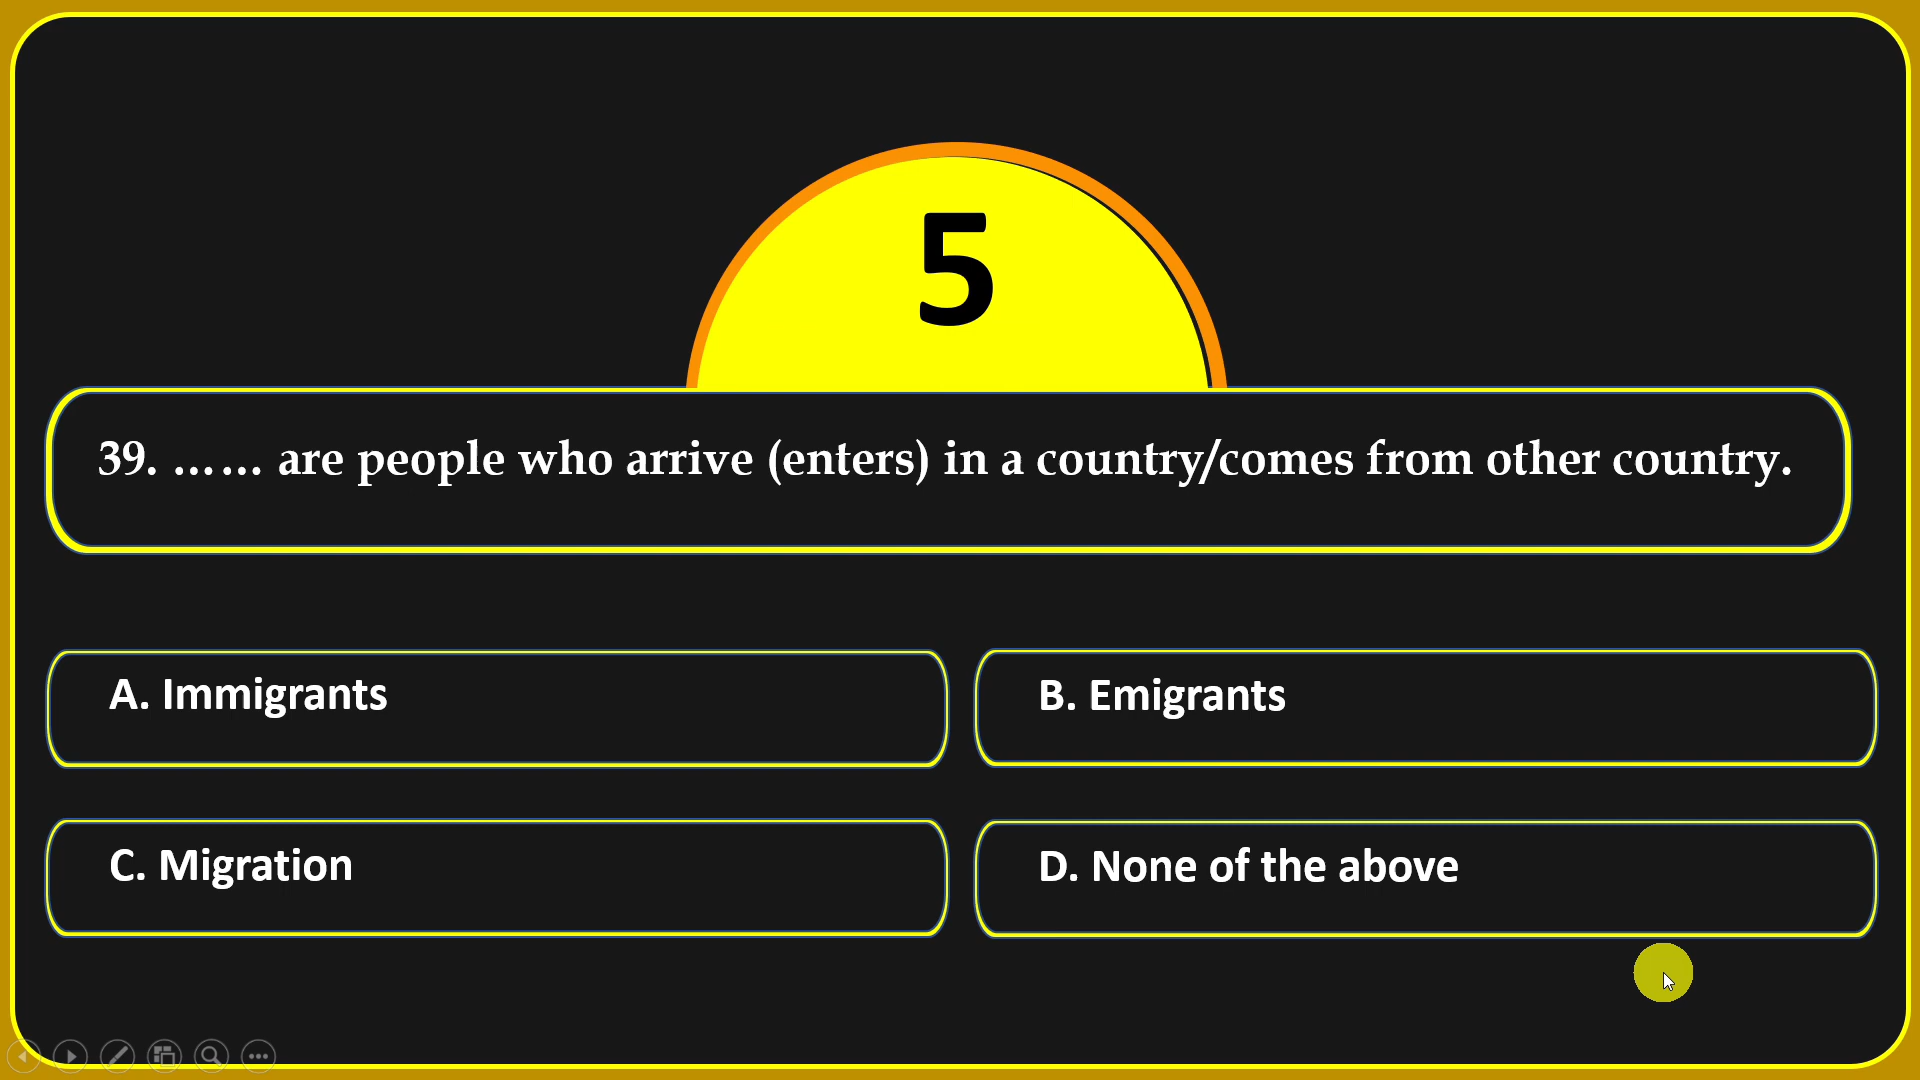 5
39. …… are people who arrive (enters) in a country/comes from other country.
A. Immigrants
B. Emigrants
C. Migration
D. None of the above